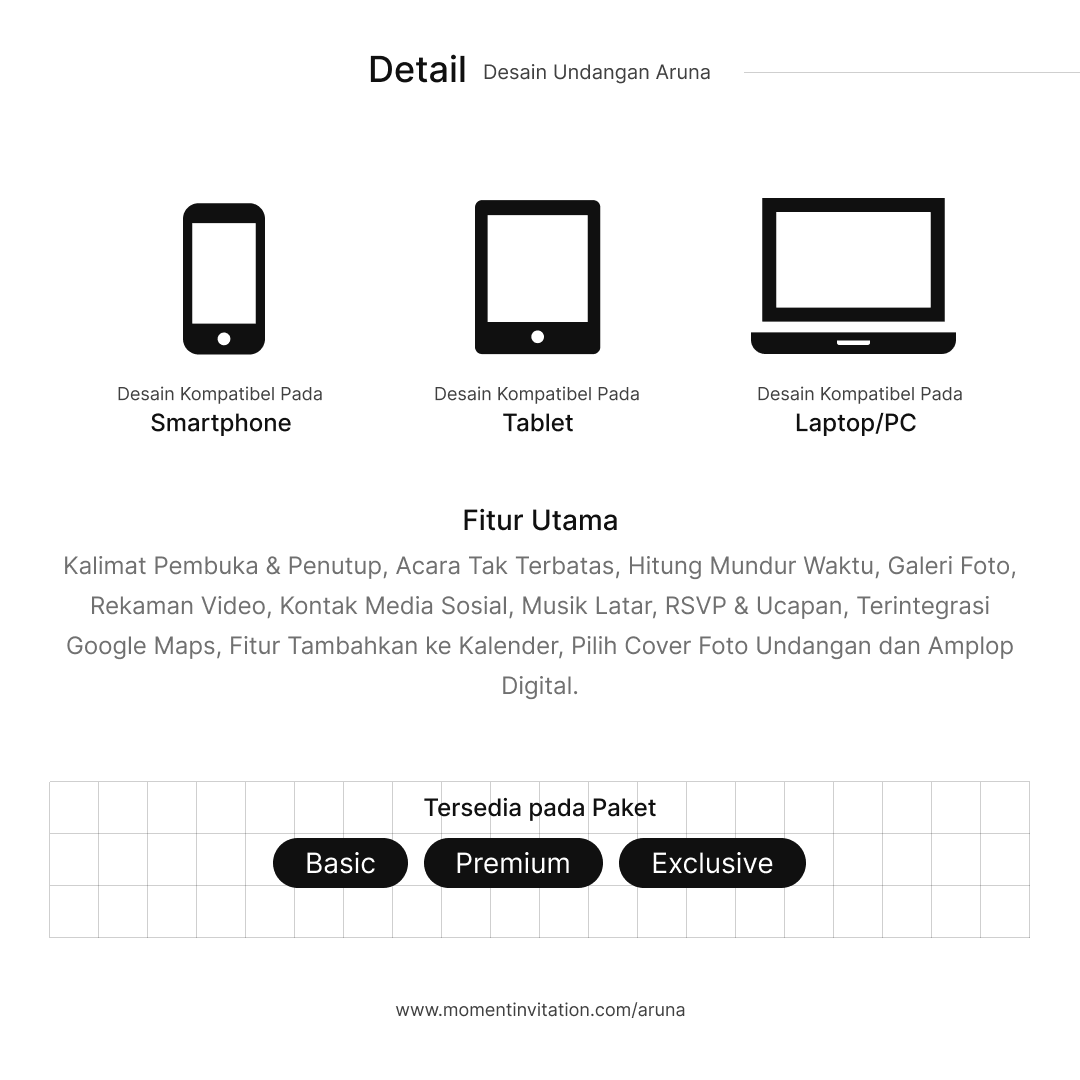 Detail Desain Undangan Aruna
Desain Kompatibel Pada
Smartphone
Desain Kompatibel Pada
Tablet
Desain Kompatibel Pada
Laptop/PC
Fitur Utama
Kalimat Pembuka & Penutup, Acara Tak Terbatas, Hitung Mundur Waktu, Galeri Foto,
Rekaman Video, Kontak Media Sosial, Musik Latar, RSVP & Ucapan, Terintegrasi
Google Maps, Fitur Tambahkan ke Kalender, Pilih Cover Foto Undangan dan Amplop
Digital.
Tersedia pada Paket
Basic Premium Exclusive
www.momentinvitation.com/aruna